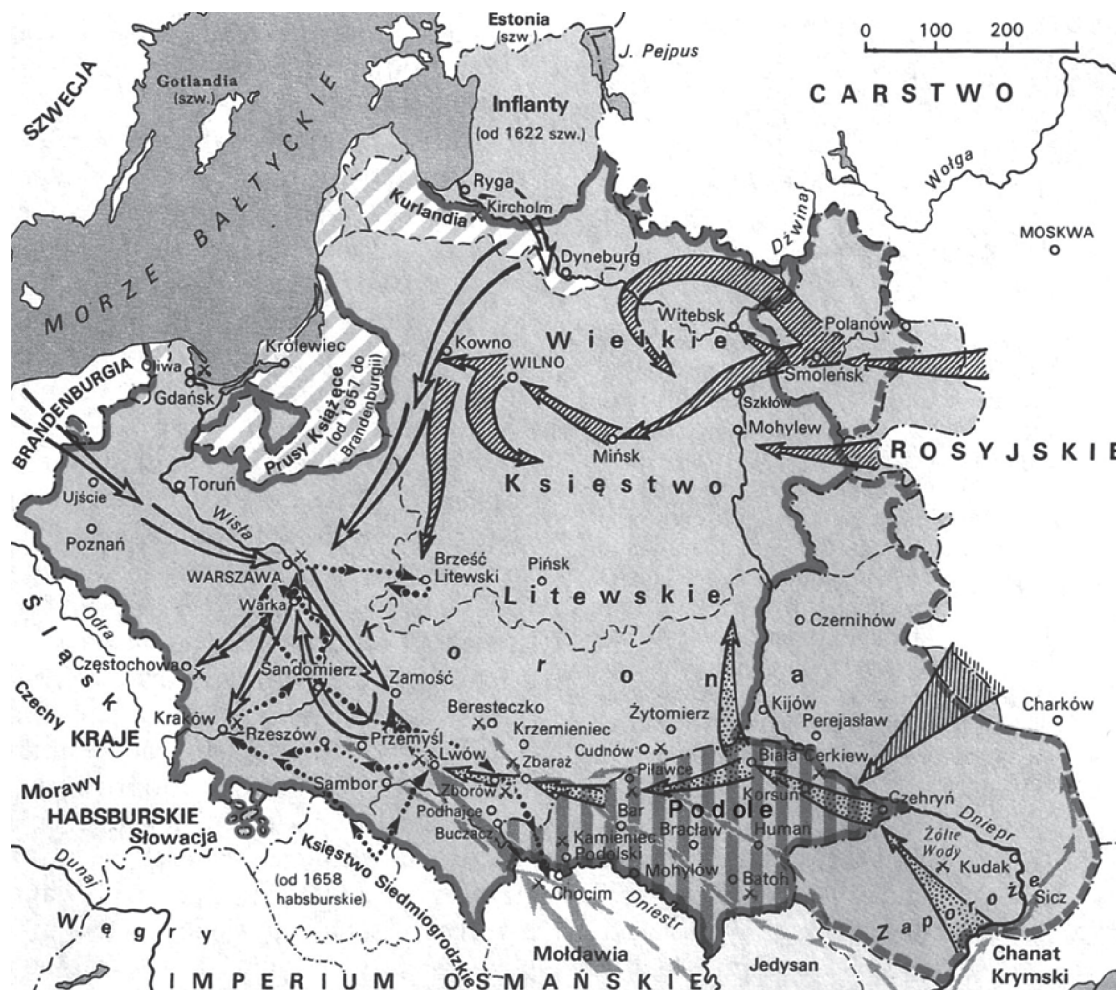 Estonia
(szw.)
J. Pejpus
0 100 200
SZWECJA
Gotlandia
(szw.)
MORZE BAŁTYCKIE
Inflanty
(od 1622 szw.)
CARSTWO
Wołga
Ryga
Kircholm
Kurlandia
Dźwina
MOSKWA
Dyneburg
Witebsk
Wielkie
Polanów
Królewiec
Kowno
WILNO
Smoleńsk
BRANDENBURGIA
liwa
Gdańsk
Szkłów
Mohylew
Prusy Książęce
(od 1657 do
Brandenburgii)
Mińsk
ROSYJSKIE
Ujście
Toruń
Księstwo
Wisła
Poznań
WARSZAWA
Brześć
Litewski
Pińsk
Litewskie
Śląsk
Odra
Warka
Korona
Czernihów
Częstochowa
Sandomierz
Zamość
Czechy
Kraków
Beresteczko
Żytomierz
Kijów
Charków
KRAJE
Rzeszów
Przemyśl
Krzemieniec
Perejasław
Lwów
Cudnów
Zbaraż
Piławce
Biała Cerkiew
Morawy
Sambor
Zborów
Podole
Korsuń
Czehryń
HABSBURSKIE
Podhajce
Bar
Dniepr
Słowacja
Buczacz
Kamieniec
Podolski
Bracław
Human
Żółte
Wody
Kudak
Dunaj
Księstwo Siedmiogrodzkie
(od 1658
habsburskie)
Chocim
Mohylów
Batoh
Sicz
Zaporoże
Dniestr
Węgry
Mołdawia
Jedysan
Chanat
Krymski
IMPERIUM OSMAŃSKIE